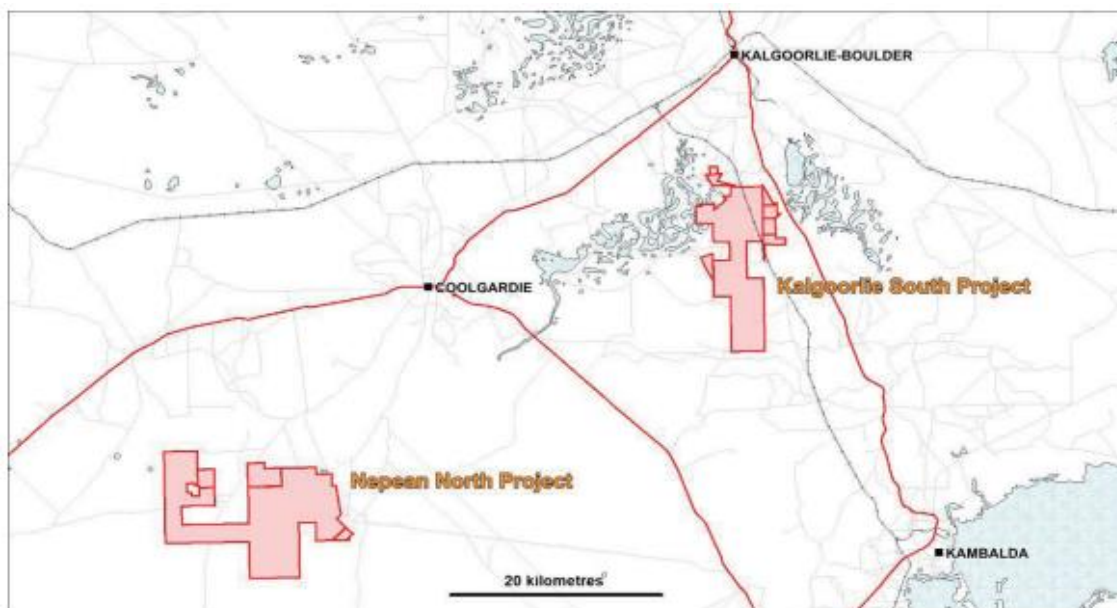 KALGOORLIE-BOULDER
Kalgoorlie South Project
COOLGARDIE
Nepean North Project
KAMBALDA
20 kilometres